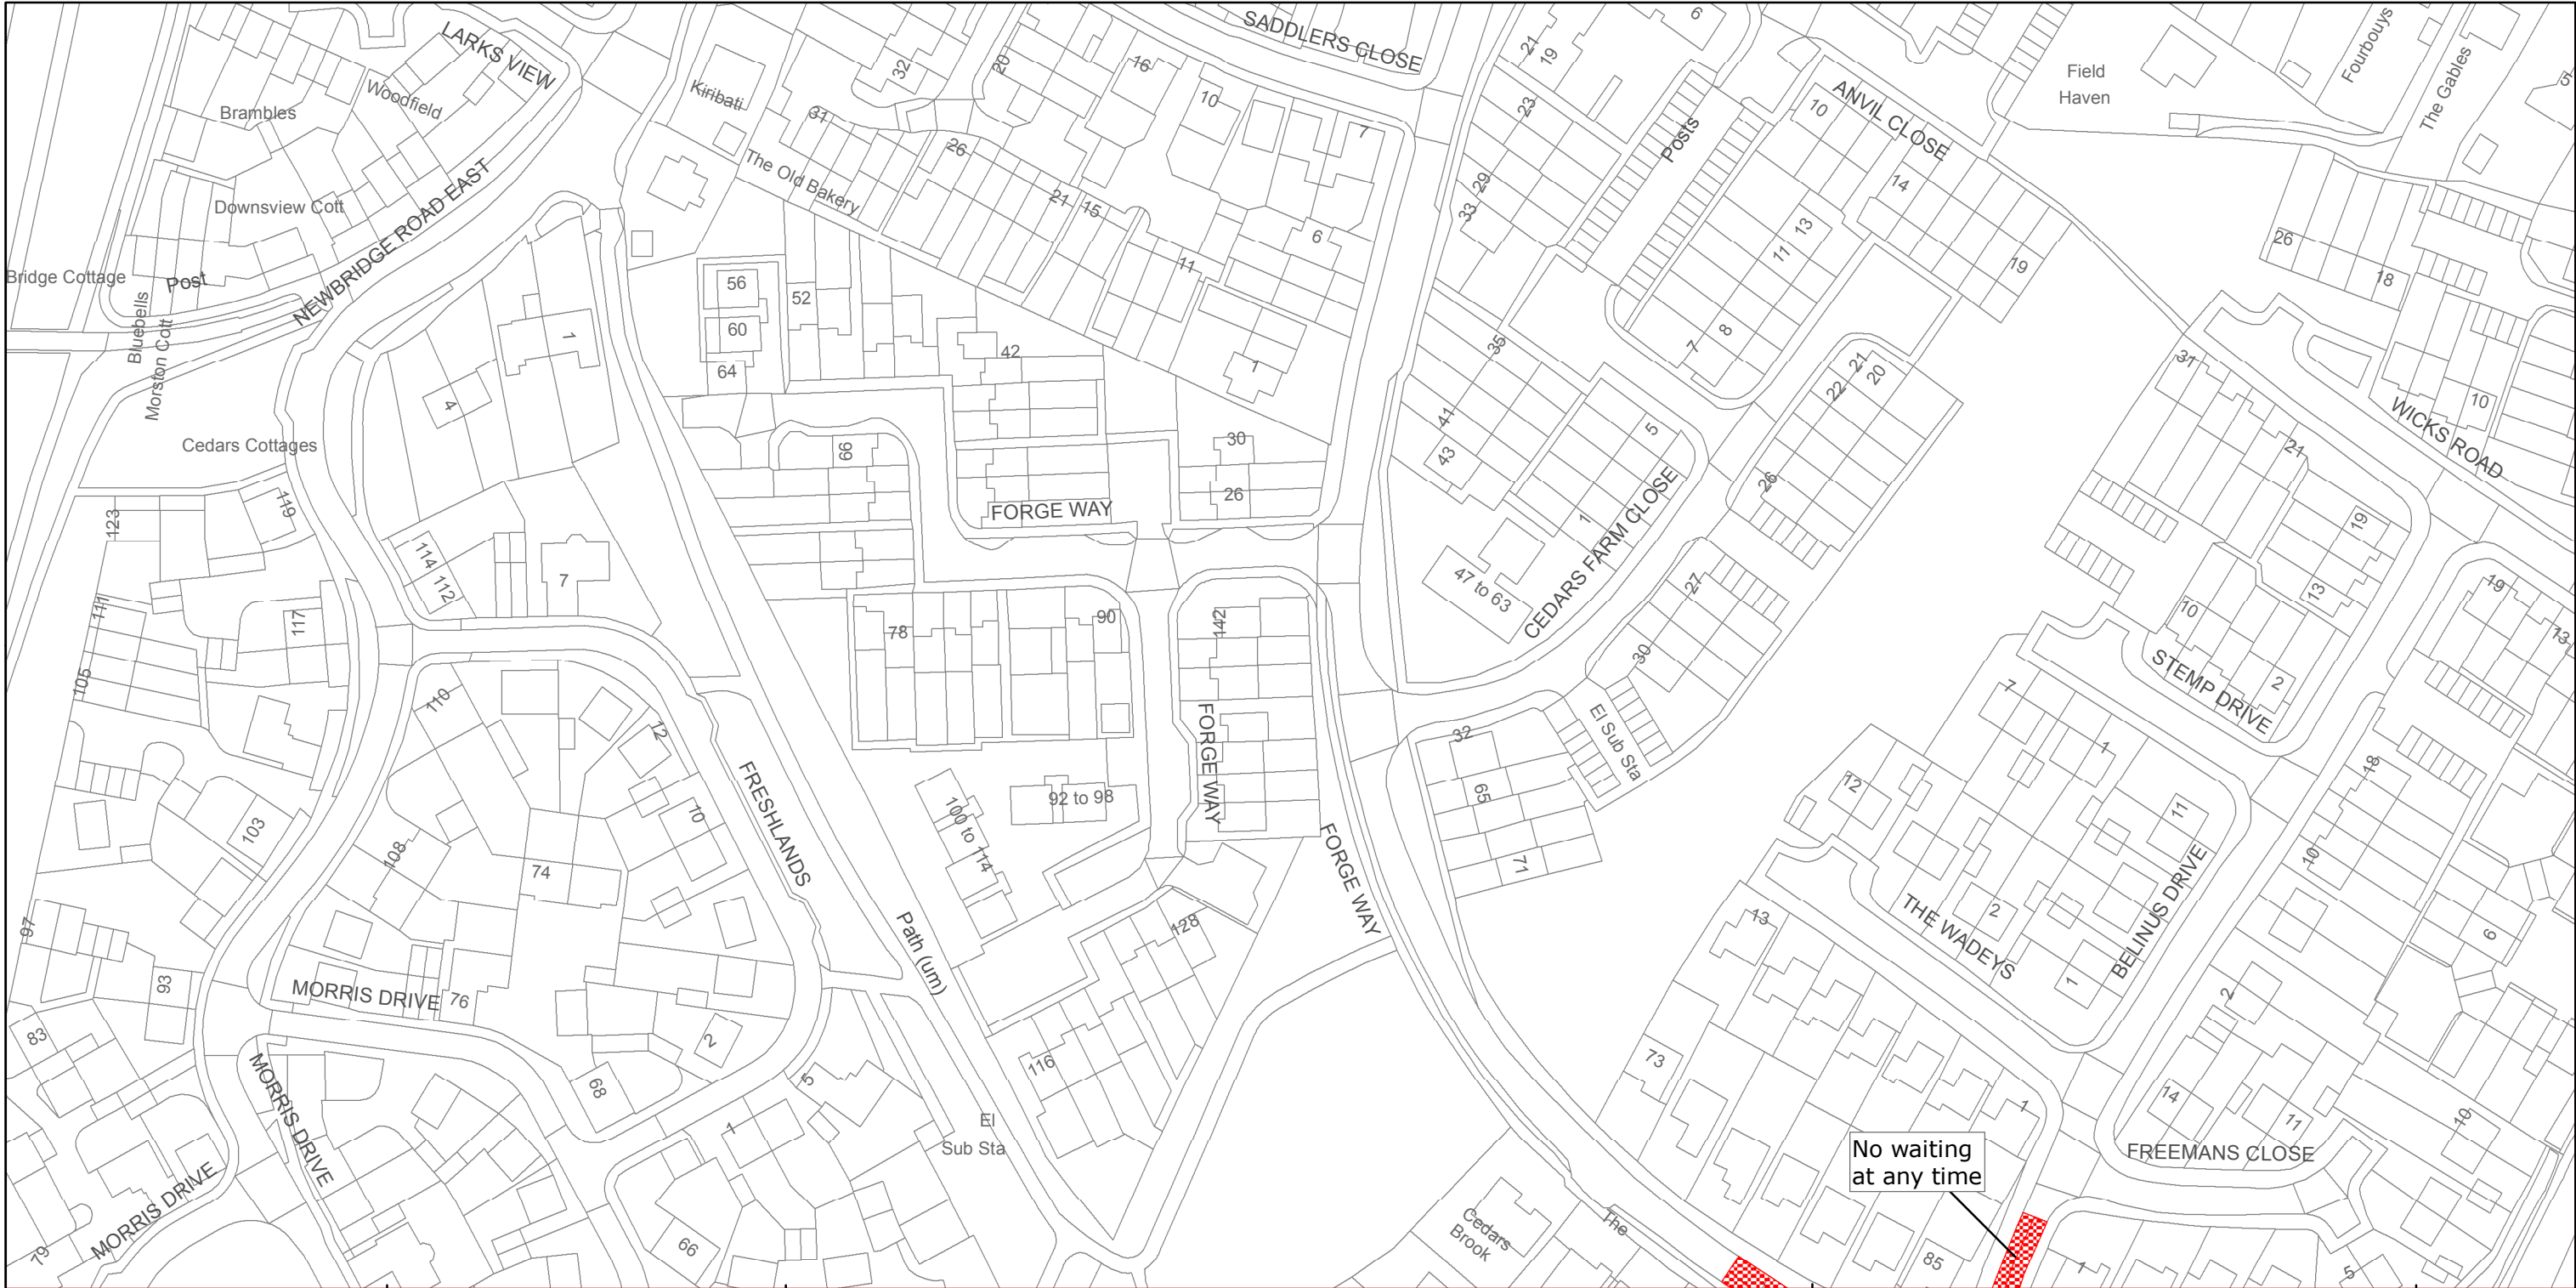 SADDLERS CLOSE
LARKS VIEW
Woodfield
Brambles
Kiribati
32
20
16
10
7
6
21
19
23
29
33
Posts
ANVIL CLOSE
10
14
19
13
11
8
7
Field
Haven
Fourbouys
The Gables
5
26
18
The Old Bakery
31
26
21
15
11
6
1
Downsview Cott
NEWBRIDGE ROAD EAST
Bridge Cottage
Post
Bluebells
Morston Cott
Cedars Cottages
1
4
56
60
64
52
42
66
30
26
FORGE WAY
35
41
43
5
1
47 to 63
CEDARS FARM CLOSE
21
22
20
26
27
30
El Sub Sta
31
21
19
13
WICKS ROAD
10
19
13
10
2
STEMP DRIVE
123
119
114
112
7
111
117
105
110
12
10
78
90
142
FORGE WAY
92 to 98
100 to 114
FRESHLANDS
103
108
74
97
93
83
MORRIS DRIVE
76
Path (um)
128
116
FORGE WAY
32
65
71
7
1
12
11
2
1
THE WADEYS
BELINUS DRIVE
18
10
6
2
13
73
1
14
11
10
FREEMANS CLOSE
MORRIS DRIVE
MORRIS DRIVE
79
68
2
5
1
66
El
Sub Sta
Cedars
Brook
The
No waiting
at any time
85
1
5